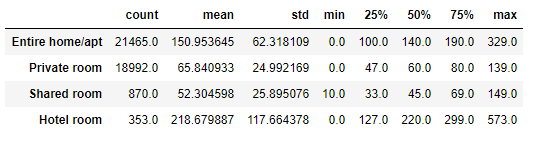 count mean std min 25% 50% 75% max
Entire home/apt 21465.0 150.953645 62.318109 0.0 100.0 140.0 190.0 329.0
Private room 18992.0 65.840933 24.992169 0.0 47.0 60.0 80.0 139.0
Shared room 870.0 52.304598 25.895076 10.0 33.0 45.0 69.0 149.0
Hotel room 353.0 218.679887 117.664378 0.0 127.0 220.0 299.0 573.0